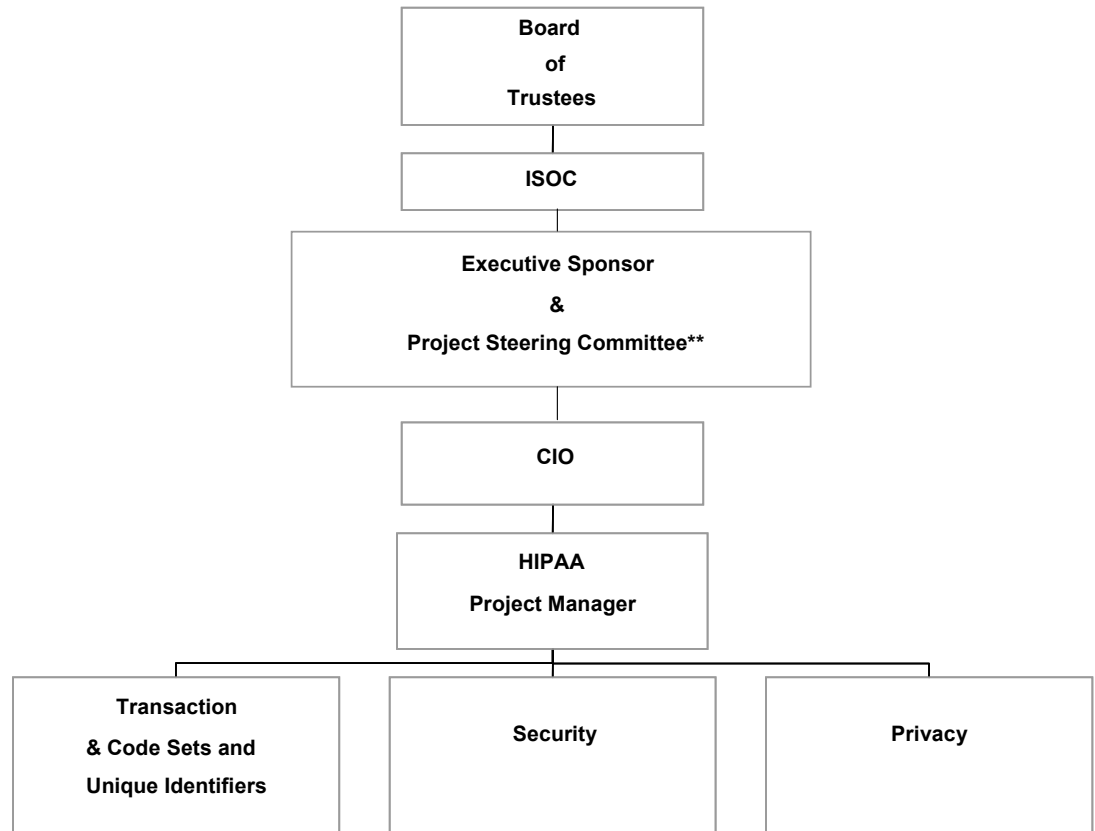 Board
of
Trustees
ISOC
Executive Sponsor
&
Project Steering Committee**
CIO
HIPAA
Project Manager
Transaction
& Code Sets and
Unique Identifiers
Security
Privacy